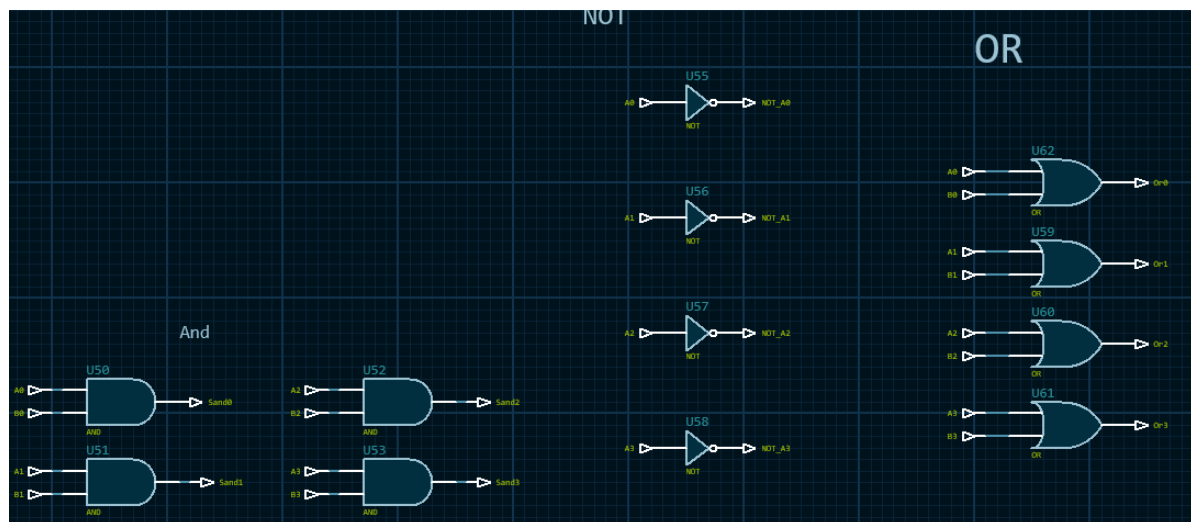 NOT
OR
U55
A0
NOT_A0
NOT
U56
A1
NOT_A1
NOT
U57
A2
NOT_A2
NOT
U58
A3
NOT_A3
NOT
U62
A0
B0
Or0
OR
U59
A1
B1
Or1
OR
U60
A2
B2
Or2
OR
U61
A3
B3
Or3
OR
And
U50
A0
B0
Sand0
AND
U52
A2
B2
Sand2
AND
U51
A1
B1
Sand1
AND
U53
A3
B3
Sand3
AND